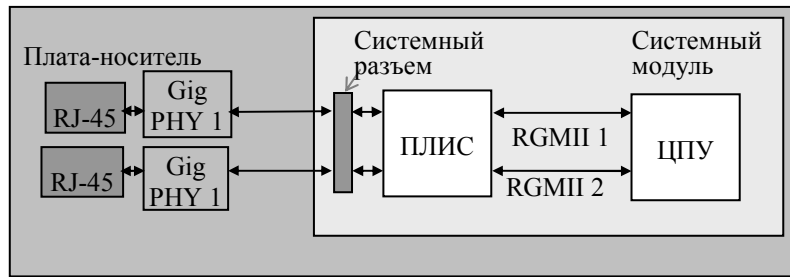 Плата-носитель
Системный
разъем
Системный
модуль
RJ-45
Gig
PHY 1
RJ-45
Gig
PHY 1
ПЛИС
RGMII 1
RGMII 2
ЦПУ